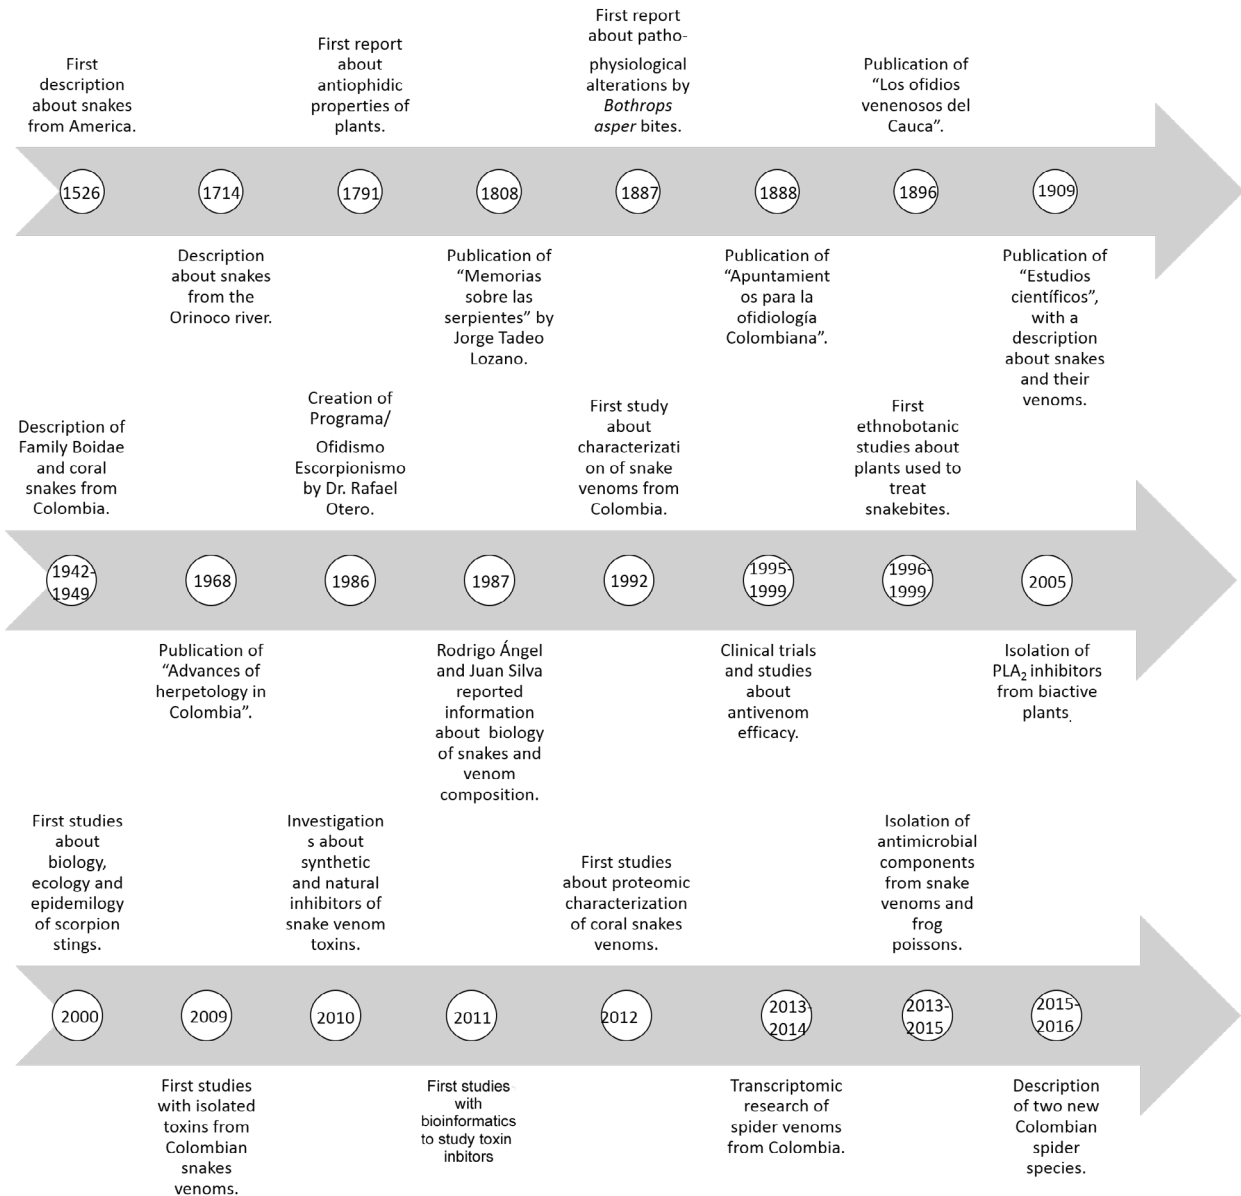 First
description
about snakes
from America.
First report
about
antiophidic
properties of
plants.
First report
about patho-
physiological
alterations by
Bothrops
asper bites.
Publication of
“Los ofidios
venenosos del
Cauca”.
1526
1714
1791
1808
1887
1888
1896
1909
Description
about snakes
from the
Orinoco river.
Publication of
“Memorias
sobre las
serpientes” by
Jorge Tadeo
Lozano.
Publication of
“Apuntamient
os para la
ofidiología
Colombiana”.
Publication of
“Estudios
científicos”,
with a
description
about snakes
and their
venoms.
Description of
Family Boidae
and coral
snakes from
Colombia.
Creation of
Programa/
Ofidismo
Escorpionismo
by Dr. Rafael
Otero.
First study
about
characterizati
on of snake
venoms from
Colombia.
First
ethnobotanic
studies about
plants used to
treat
snakebites.
1942-
1949
1968
1986
1987
1992
1995-
1999
1996-
1999
2005
Publication of
“Advances of
herpetology in
Colombia”.
Rodrigo Ángel
and Juan Silva
reported
information
about biology
of snakes and
venom
composition.
Clinical trials
and studies
about
antivenom
efficacy.
Isolation of
PLA₂ inhibitors
from biactive
plants.
First studies
about
biology,
ecology and
epidemilogy
of scorpion
stings.
Investigation
s about
synthetic
and natural
inhibitors of
snake venom
toxins.
First studies
about proteomic
characterization
of coral snakes
venoms.
Isolation of
antimicrobial
components
from snake
venoms and
frog
poissons.
2000
2009
2010
2011
2012
2013-
2014
2013-
2015
2015-
2016
First studies
with isolated
toxins from
Colombian
snakes
venoms.
First studies
with
bioinformatics
to study toxin
inbitors
Transcriptomic
research of
spider venoms
from Colombia.
Description
of two new
Colombian
spider
species.